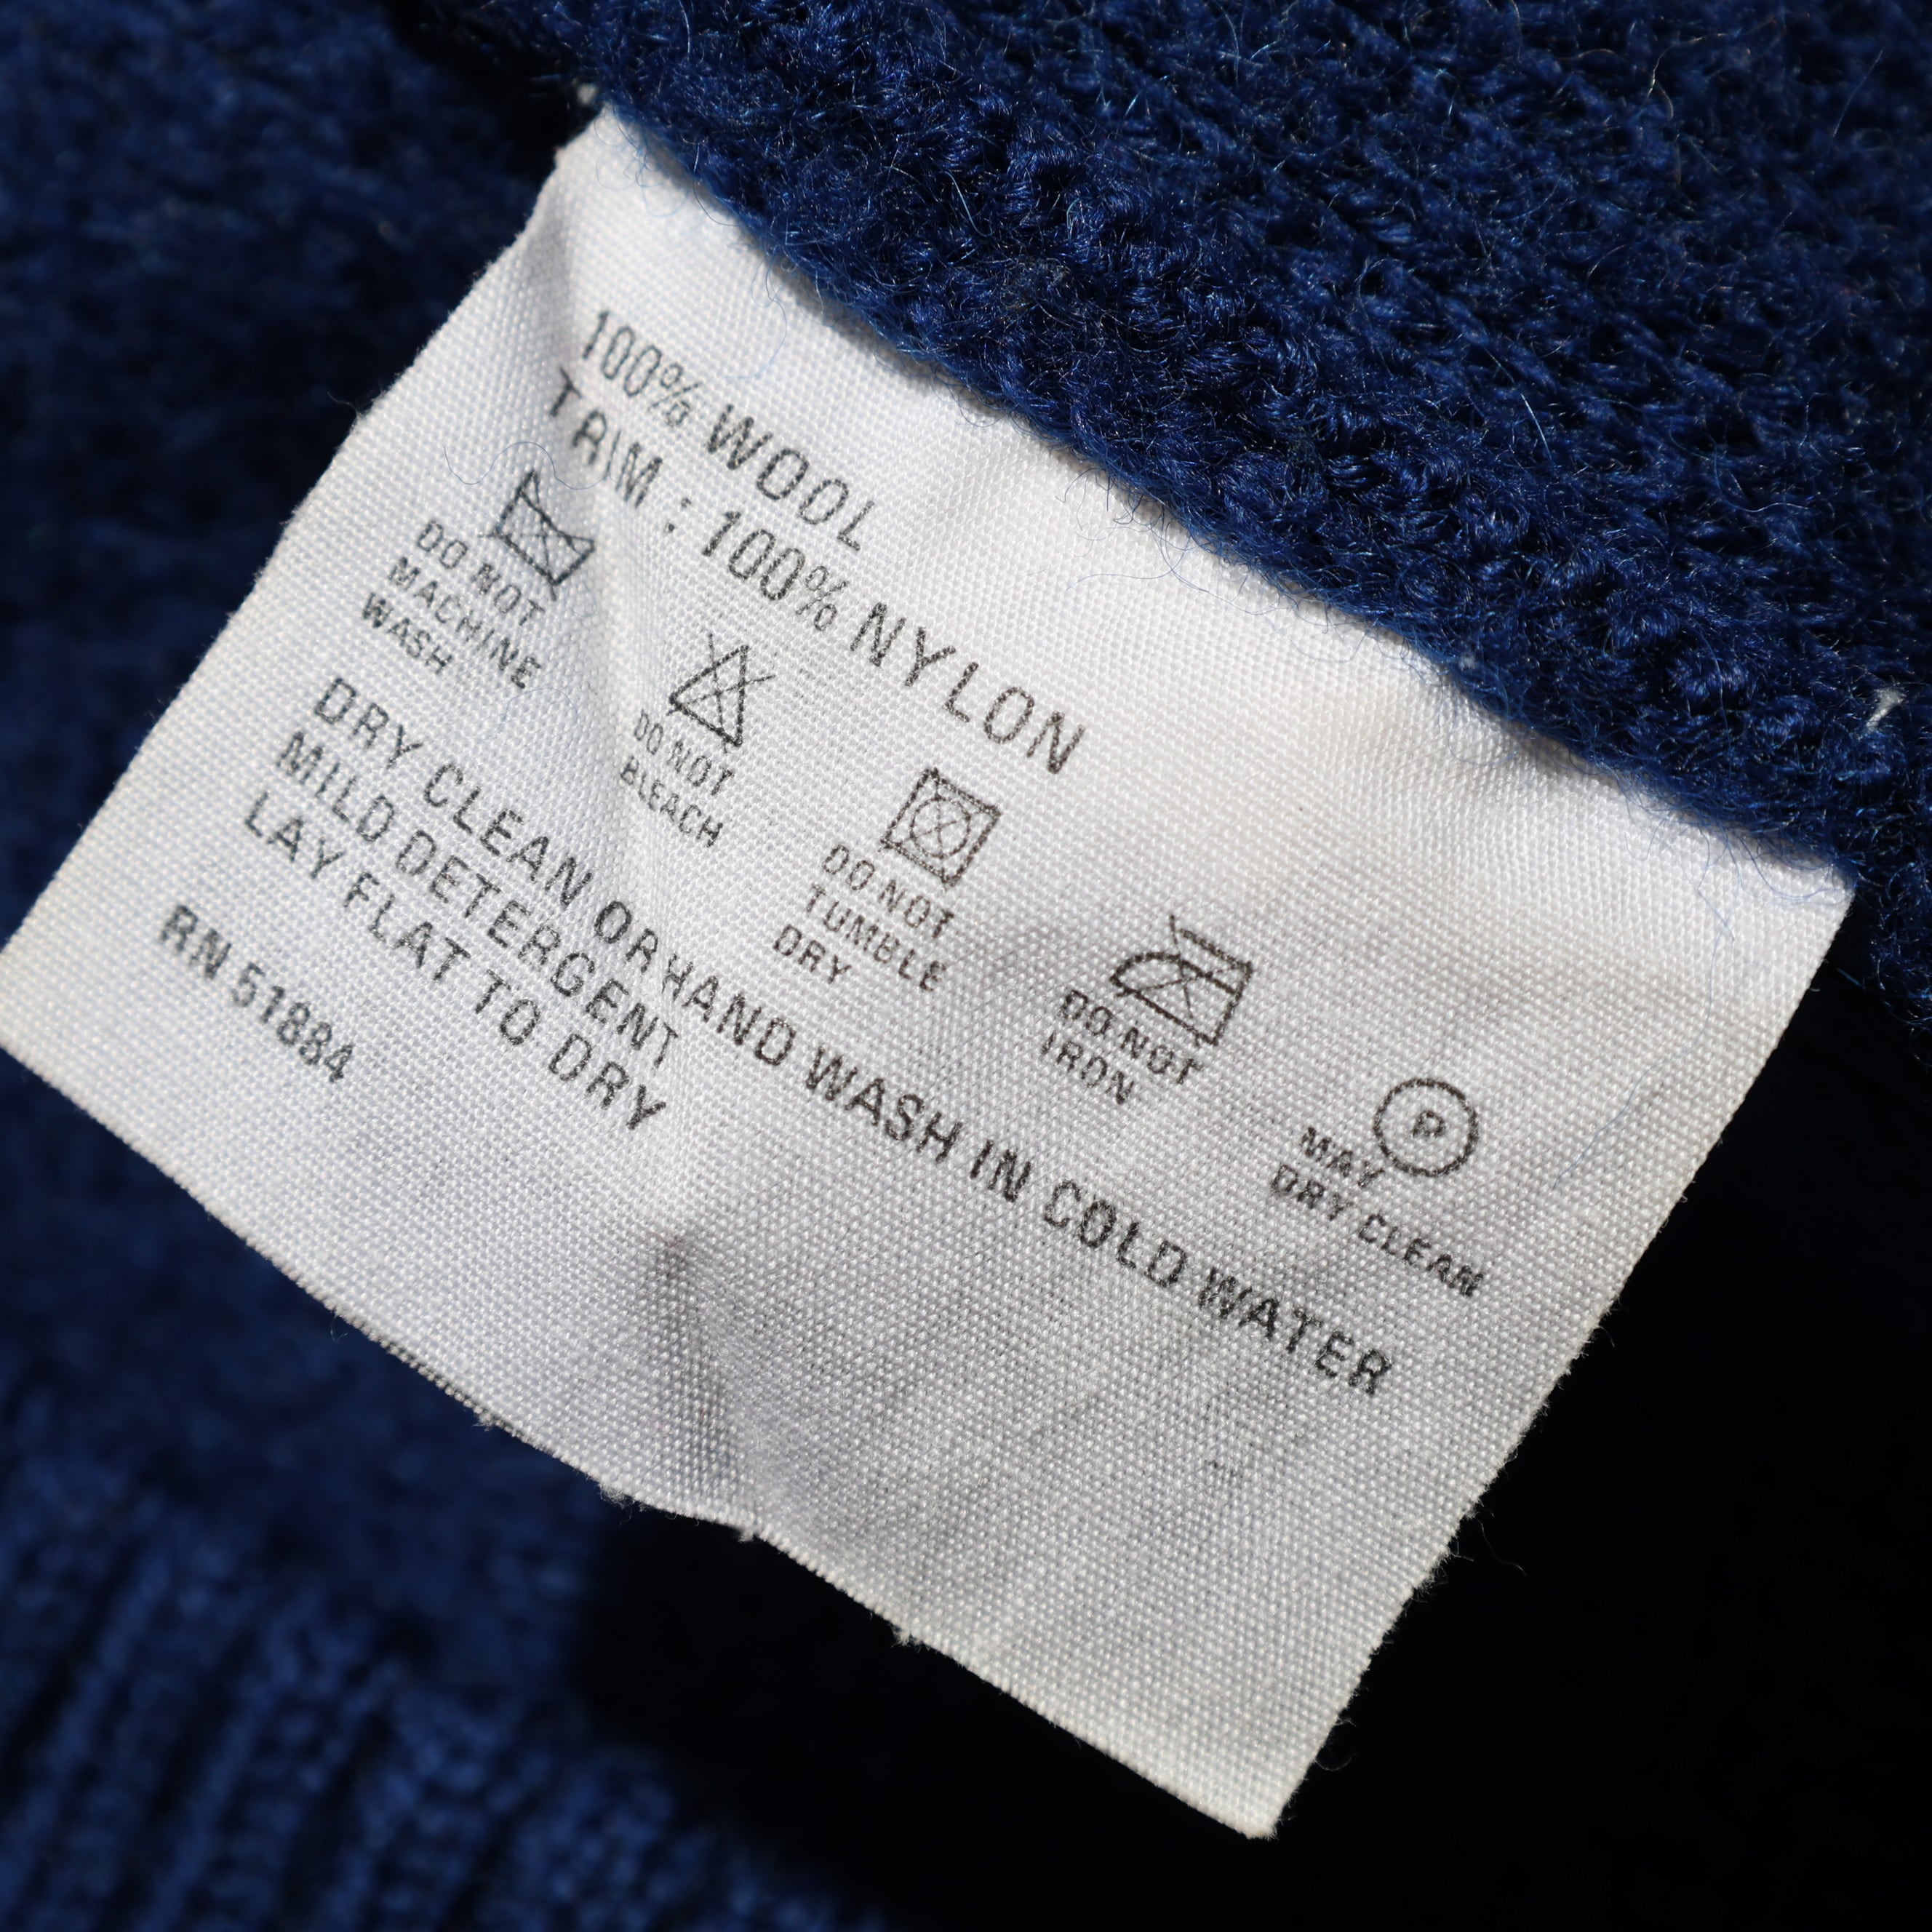 100% WOOL
TRIM : 100% NYLON
DO NOT
MACHINE
WASH
DO NOT
BLEACH
DO NOT
TUMBLE
DRY
DO NOT
IRON
P
MAY
DRY CLEAN
DRY CLEAN OR HAND WASH IN COLD WATER
MILD DETERGENT
LAY FLAT TO DRY
RN 51884